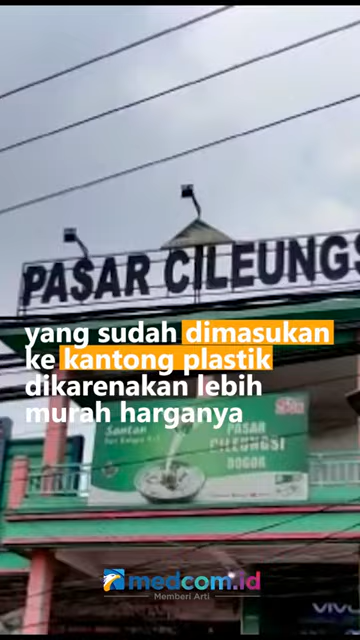 PASAR CILEUNGS
yang sudah dimasukan
ke kantong plastik
dikarenakan lebih
murah harganya
Santan
PASAR
CILEUNGSI
BOGOR
medcom.id
Memberi Arti
VIVO